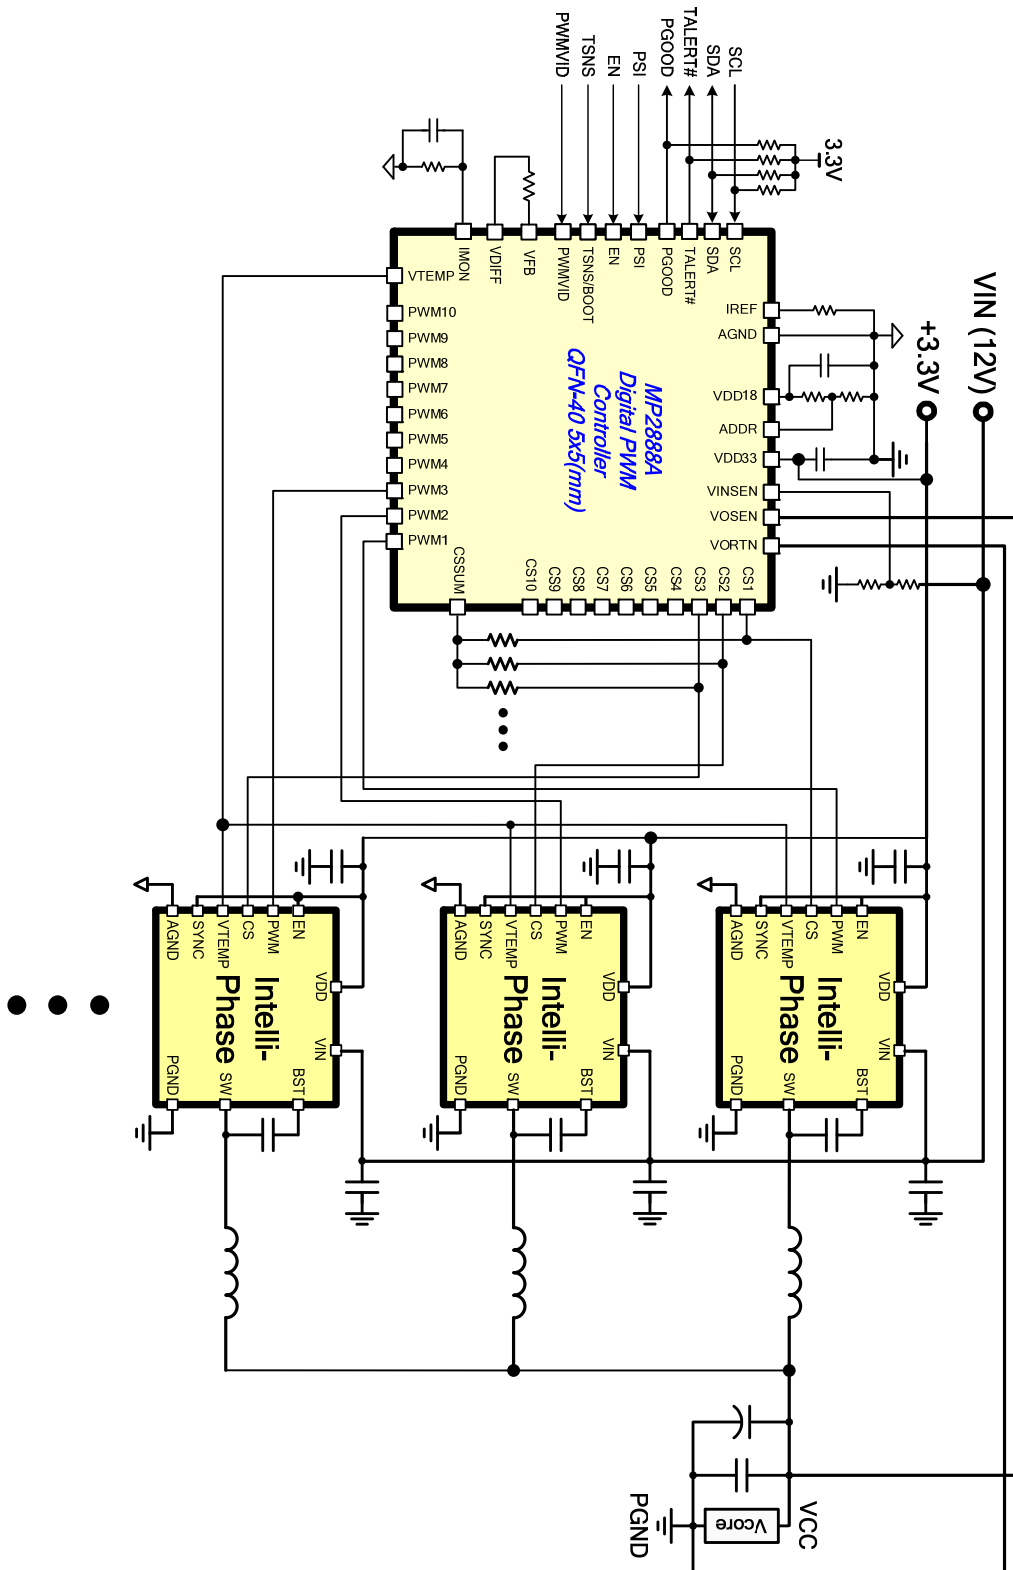 PWMVID
TSNS
EN
PSI
PGOOD
TALERT#
SDA
SCL
3.3V
IMON
VDIFF
VFB
PWMVID
TSNS/BOOT
EN
PSI
PGOOD
TALERT#
SDA
SCL
VTEMP
PWM10
PWM9
PWM8
PWM7
PWM6
PWM5
PWM4
PWM3
PWM2
PWM1
MP2888A
Digital PWM
Controller
QFN-40 5x5(mm)
IREF
AGND
VDD18
ADDR
VDD33
VINSEN
VOSEN
VORTN
+3.3V
VIN (12V)
CSSUM
CS10
CS9
CS8
CS7
CS6
CS5
CS4
CS3
CS2
CS1
AGND
SYNC
VTEMP
CS
PWM
EN
VDD
VIN
Intelli-
Phase
PGND
SW
BST
AGND
SYNC
VTEMP
CS
PWM
EN
VDD
VIN
Intelli-
Phase
PGND
SW
BST
AGND
SYNC
VTEMP
CS
PWM
EN
VDD
VIN
Intelli-
Phase
PGND
SW
BST
PGND
Vcore
VCC